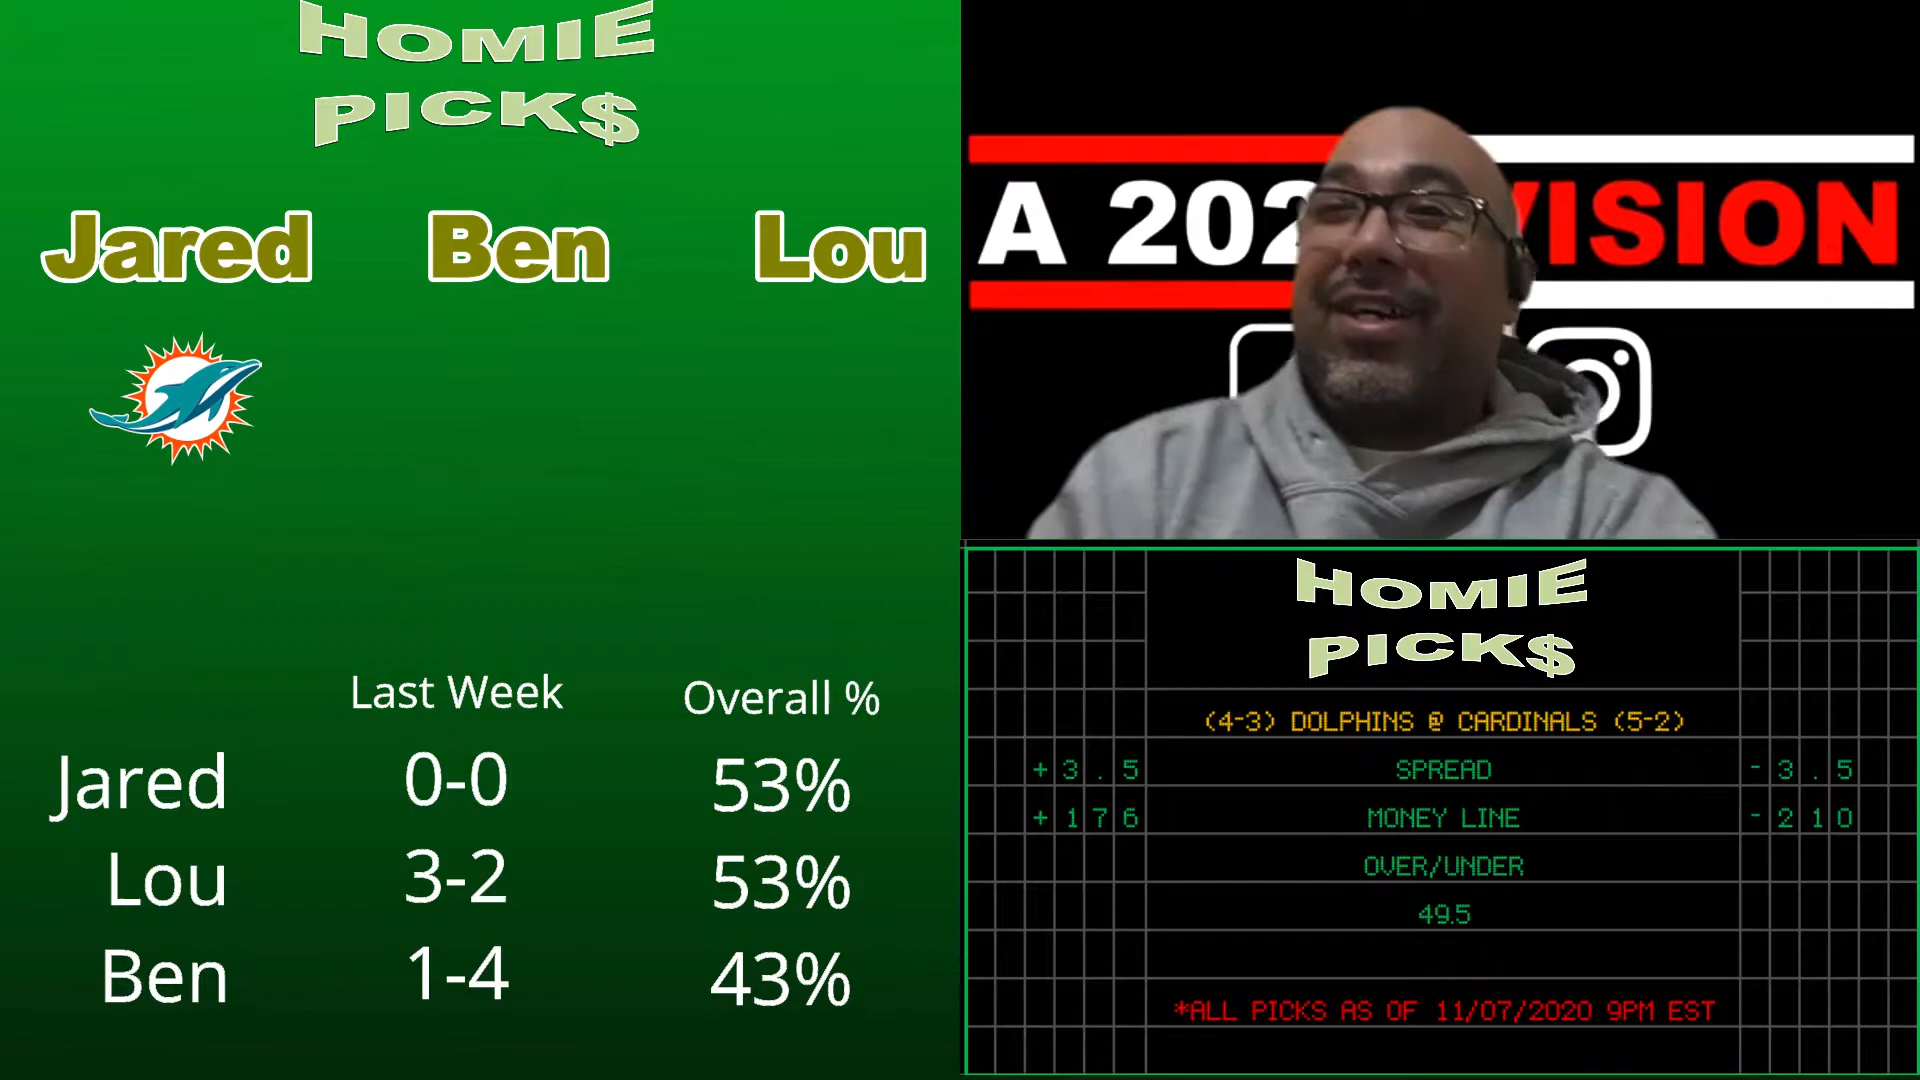 HOMIE
PICK$
Jared Ben Lou
Last Week Overall %
Jared 0-0 53%
Lou 3-2 53%
Ben 1-4 43%
A 202 VISION
HOMIE
PICK$
(4-3) DOLPHINS @ CARDINALS (5-2)
+3.5 SPREAD -3.5
+176 MONEY LINE -210
OVER/UNDER
49.5
*ALL PICKS AS OF 11/07/2020 9PM EST